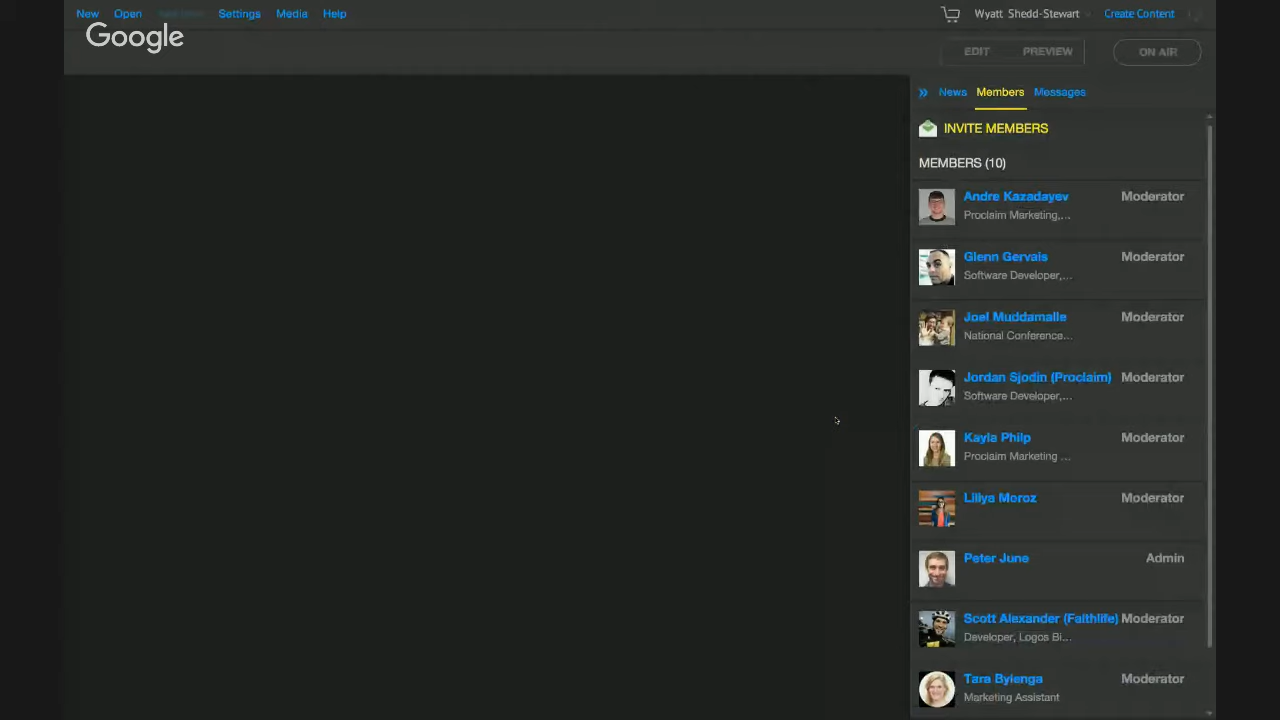 New Open Settings Media Help
Wyatt Shedd-Stewart
Create Content
Google
EDIT PREVIEW ON AIR
News Members Messages
INVITE MEMBERS
MEMBERS (10)
Andre Kazadayev Moderator
Proclaim Marketing,...
Glenn Gervais Moderator
Software Developer,...
Joel Muddamalle Moderator
National Conference...
Jordan Sjodin (Proclaim) Moderator
Software Developer,...
Kayla Philp Moderator
Proclaim Marketing ...
Liliya Moroz Moderator
Peter June Admin
Scott Alexander (Faithlife) Moderator
Developer, Logos Bi...
Tara Bylenga Moderator
Marketing Assistant